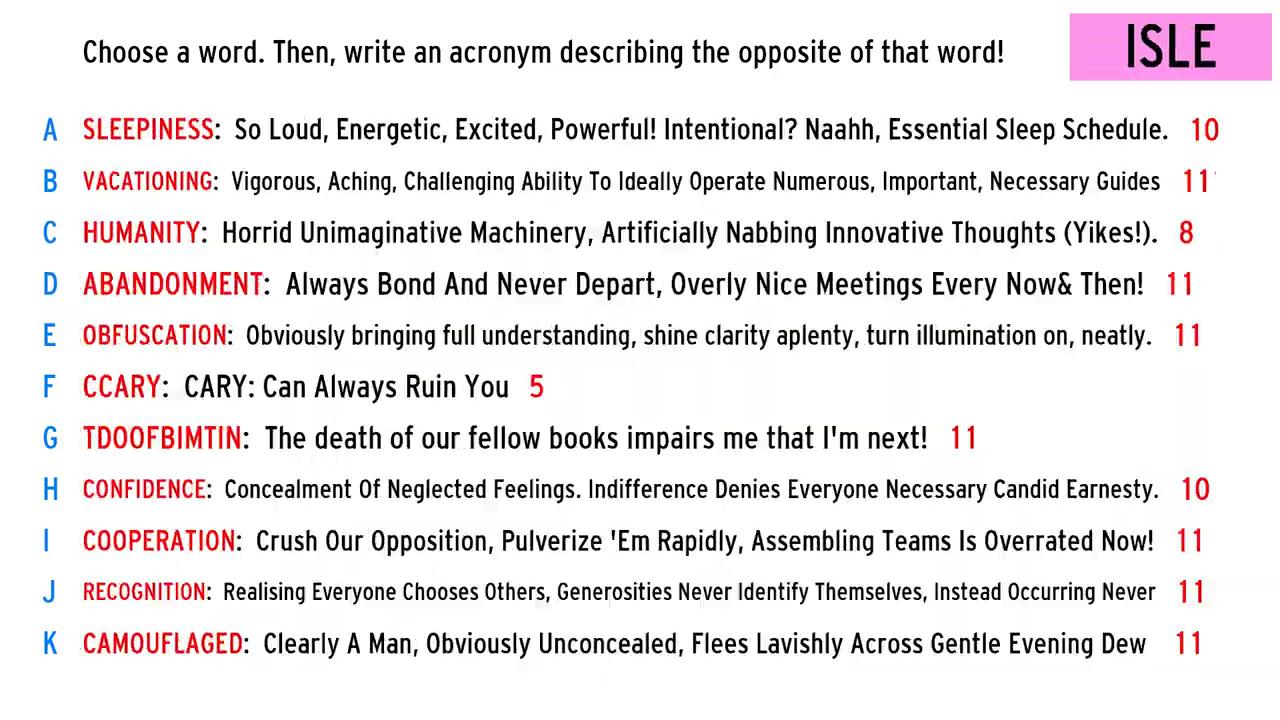 Choose a word. Then, write an acronym describing the opposite of that word!
ISLE
A SLEEPINESS: So Loud, Energetic, Excited, Powerful! Intentional? Naahh, Essential Sleep Schedule. 10
B VACATIONING: Vigorous, Aching, Challenging Ability To Ideally Operate Numerous, Important, Necessary Guides 11
C HUMANITY: Horrid Unimaginative Machinery, Artificially Nabbing Innovative Thoughts (Yikes!). 8
D ABANDONMENT: Always Bond And Never Depart, Overly Nice Meetings Every Now& Then! 11
E OBFUSCATION: Obviously bringing full understanding, shine clarity aplenty, turn illumination on, neatly. 11
F CCARY: CARY: Can Always Ruin You 5
G TDOOFBIMTIN: The death of our fellow books impairs me that I'm next! 11
H CONFIDENCE: Concealment Of Neglected Feelings. Indifference Denies Everyone Necessary Candid Earnesty. 10
I COOPERATION: Crush Our Opposition, Pulverize 'Em Rapidly, Assembling Teams Is Overrated Now! 11
J RECOGNITION: Realising Everyone Chooses Others, Generosities Never Identify Themselves, Instead Occurring Never 11
K CAMOUFLAGED: Clearly A Man, Obviously Unconcealed, Flees Lavishly Across Gentle Evening Dew 11